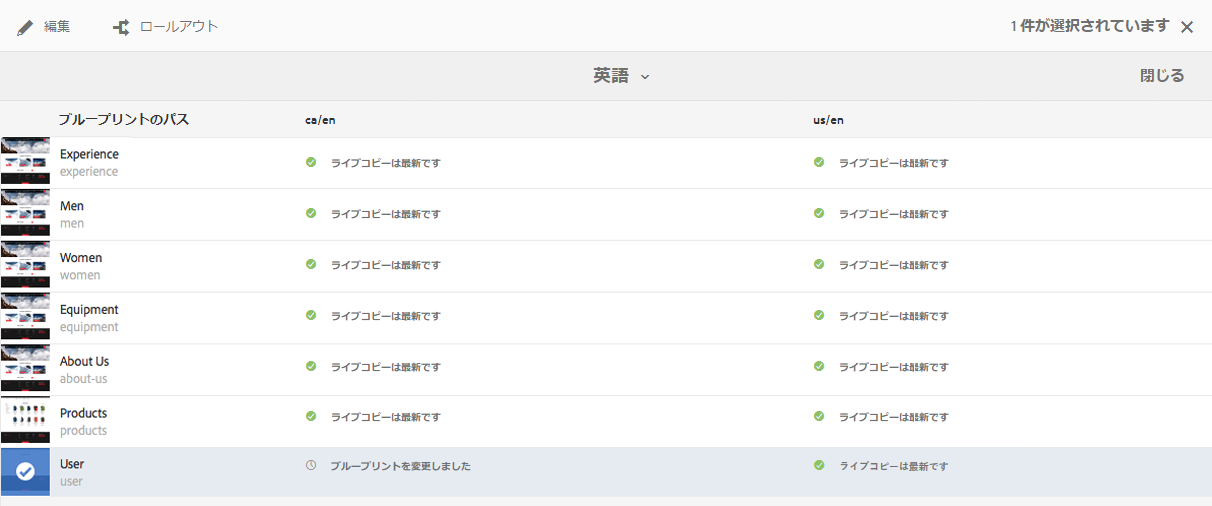 編集 ロールアウト 1 件が選択されています
英語 閉じる
ブループリントのパス ca/en us/en
Experience
experience
ライブコピーは最新です ライブコピーは最新です
Men
men
ライブコピーは最新です ライブコピーは最新です
Women
women
ライブコピーは最新です ライブコピーは最新です
Equipment
equipment
ライブコピーは最新です ライブコピーは最新です
About Us
about-us
ライブコピーは最新です ライブコピーは最新です
Products
products
ライブコピーは最新です ライブコピーは最新です
User
user
ブループリントを変更しました ライブコピーは最新です